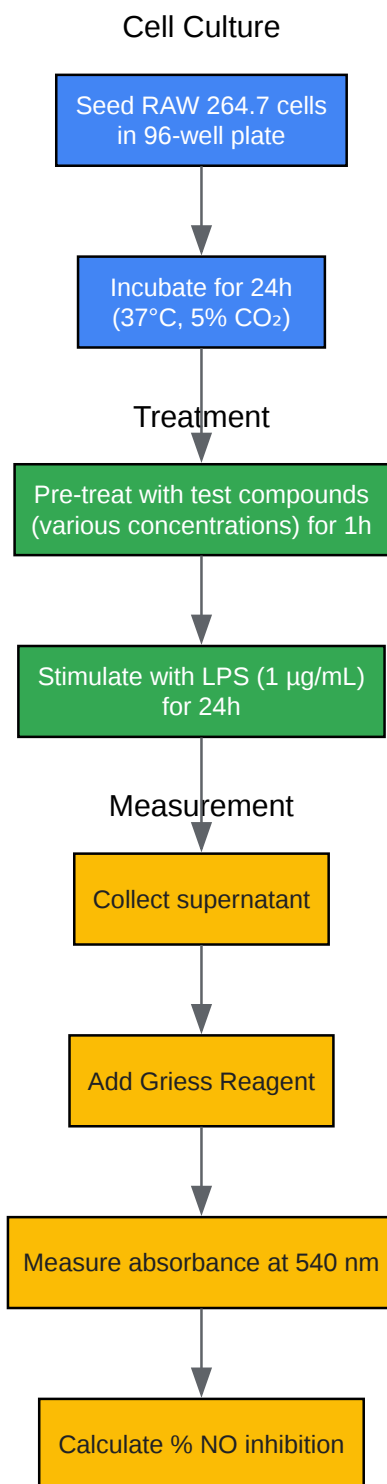 Cell Culture
Seed RAW 264.7 cells
in 96-well plate
Incubate for 24h
(37°C, 5% CO₂)
Treatment
Pre-treat with test compounds
(various concentrations) for 1h
Stimulate with LPS (1 µg/mL)
for 24h
Measurement
Collect supernatant
Add Griess Reagent
Measure absorbance at 540 nm
Calculate % NO inhibition